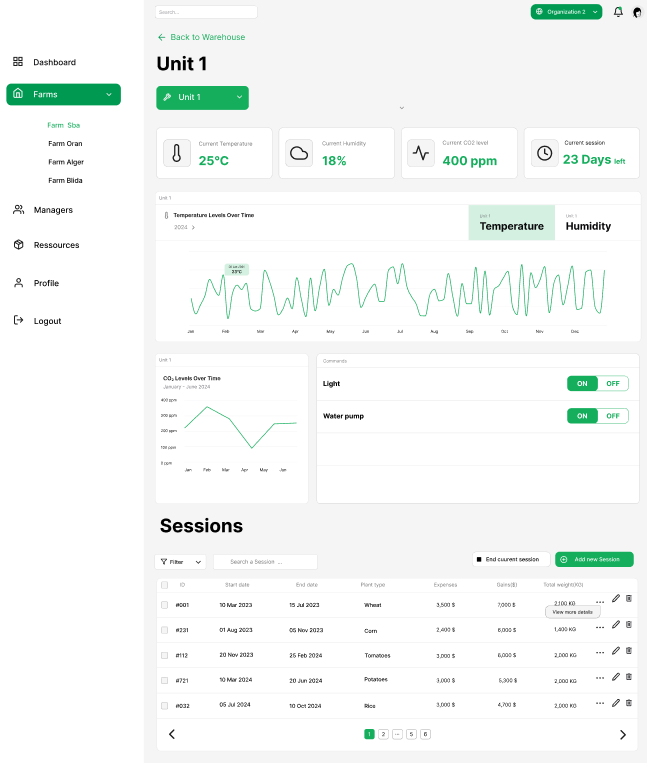 Search...
Organization 2
Back to Warehouse
Unit 1
Unit 1
Dashboard
Farms
Farm Sba
Farm Oran
Farm Alger
Farm Blida
Managers
Ressources
Profile
Logout
Current Temperature
25°C
Current Humidity
18%
Current CO2 level
400 ppm
Current session
23 Days left
Unit 1
Temperature Levels Over Time
2024
Unit 1
Temperature
Unit 1
Humidity
23°C
Jan Feb Mar Apr May Jun Jul Aug Sep Oct Nov Dec
Unit 1
CO₂ Levels Over Time
January - June 2024
400 ppm
300 ppm
200 ppm
100 ppm
0 ppm
Jan Feb Mar Apr May Jun
Commands
Light ON OFF
Water pump ON OFF
Sessions
Filter
Search a Session ...
End cuurent session
Add new Session
ID Start date End date Plant type Expenses Gains($) Total weight(KG)
#001 10 Mar 2023 15 Jul 2023 Wheat 3,500 $ 7,000 $ 2,100 KG
View more details
#231 01 Aug 2023 05 Nov 2023 Corn 2,400 $ 6,000 $ 1,400 KG
#112 20 Nov 2023 25 Feb 2024 Tomatoes 3,000 $ 6,000 $ 2,000 KG
#721 10 Mar 2024 20 Jun 2024 Potatoes 3,000 $ 5,300 $ 2,000 KG
#032 05 Jul 2024 10 Oct 2024 Rice 3,000 $ 4,700 $ 2,000 KG
1 2 ... 5 6